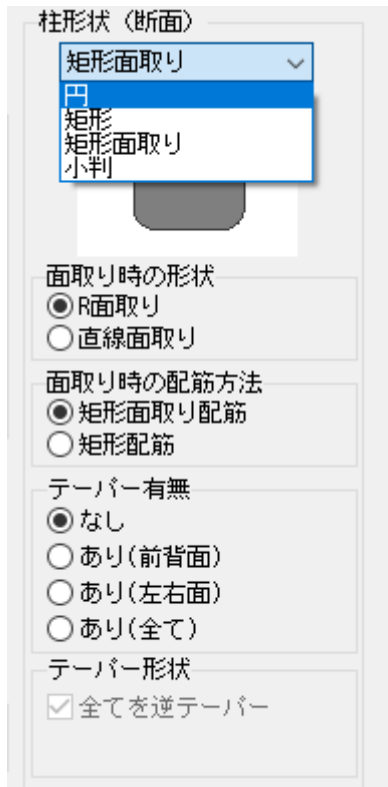 柱形状（断面）
矩形面取り
円
矩形
矩形面取り
小判
面取り時の形状
R面取り
直線面取り
面取り時の配筋方法
矩形面取り配筋
矩形配筋
テーパー有無
なし
あり(前背面)
あり(左右面)
あり(全て)
テーパー形状
全てを逆テーパー